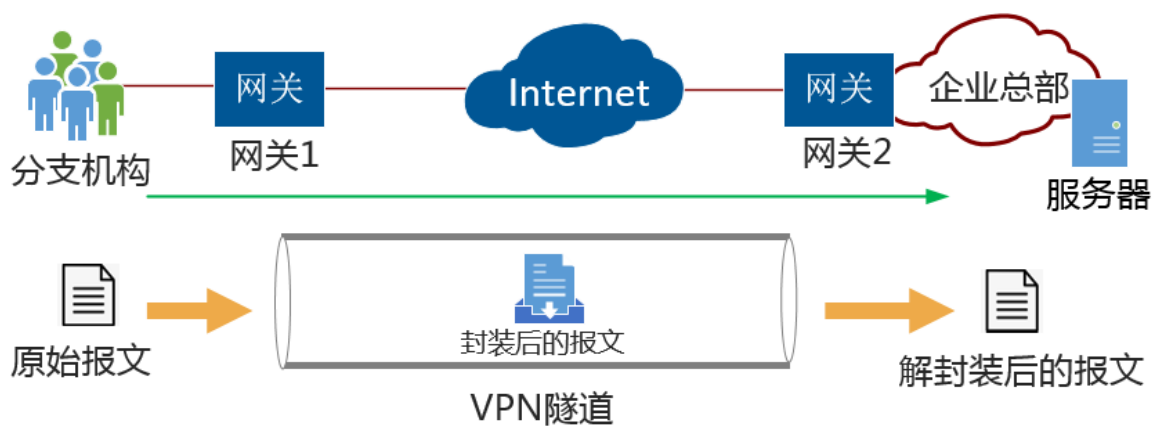 网关
Internet
网关
企业总部
分支机构
网关1
网关2
服务器
封装后的报文
原始报文
解封装后的报文
VPN隧道